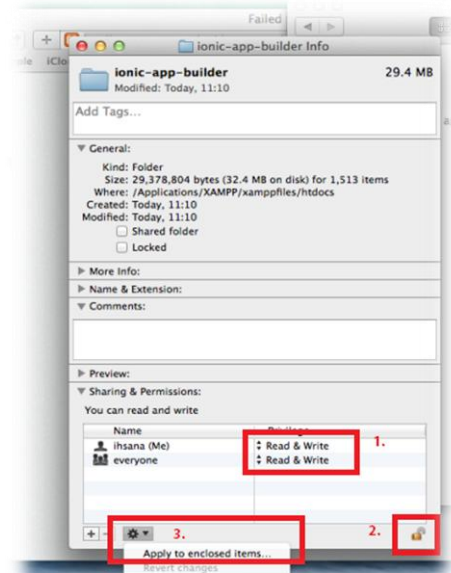 Failed
ionic-app-builder Info
ionic-app-builder 29.4 MB
Modified: Today, 11:10
Add Tags...
General:
Kind: Folder
Size: 29,378,804 bytes (32.4 MB on disk) for 1,513 items
Where: /Applications/XAMPP/xamppfiles/htdocs
Created: Today, 11:10
Modified: Today, 11:10
Shared folder
Locked
More Info:
Name & Extension:
Comments:
Preview:
Sharing & Permissions:
You can read and write
Name Privilege
ihsana (Me) Read & Write 1.
everyone Read & Write
3. 2.
Apply to enclosed items...
Revert changes